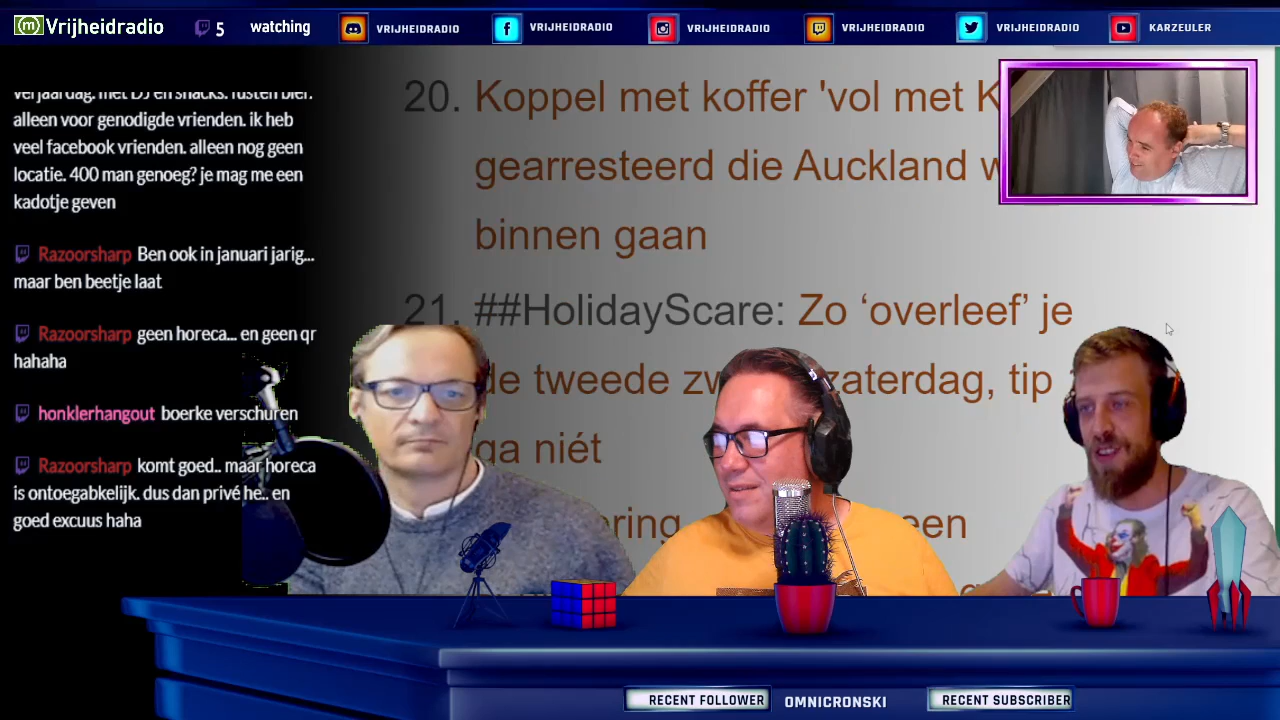 Vrijheidradio
5
watching
VRIJHEIDRADIO
VRIJHEIDRADIO
VRIJHEIDRADIO
VRIJHEIDRADIO
VRIJHEIDRADIO
KARZEULER
verjaardag. met DJ en snacks. fusten bier.
alleen voor genodigde vrienden. ik heb
veel facebook vrienden. alleen nog geen
locatie. 400 man genoeg? je mag me een
kadotje geven
Razoorsharp Ben ook in januari jarig...
maar ben beetje laat
Razoorsharp geen horeca... en geen qr
hahaha
honklerhangout boerke verschuren
Razoorsharp komt goed.. maar horeca
is ontoegabkelijk. dus dan privé he.. en
goed excuus haha
20. Koppel met koffer 'vol met K
gearresteerd die Auckland w
binnen gaan
21. ##HolidayScare: Zo ‘overleef’ je
de tweede zw zaterdag, tip
ga niét
ering een
RECENT FOLLOWER
OMNICRONSKI
RECENT SUBSCRIBER